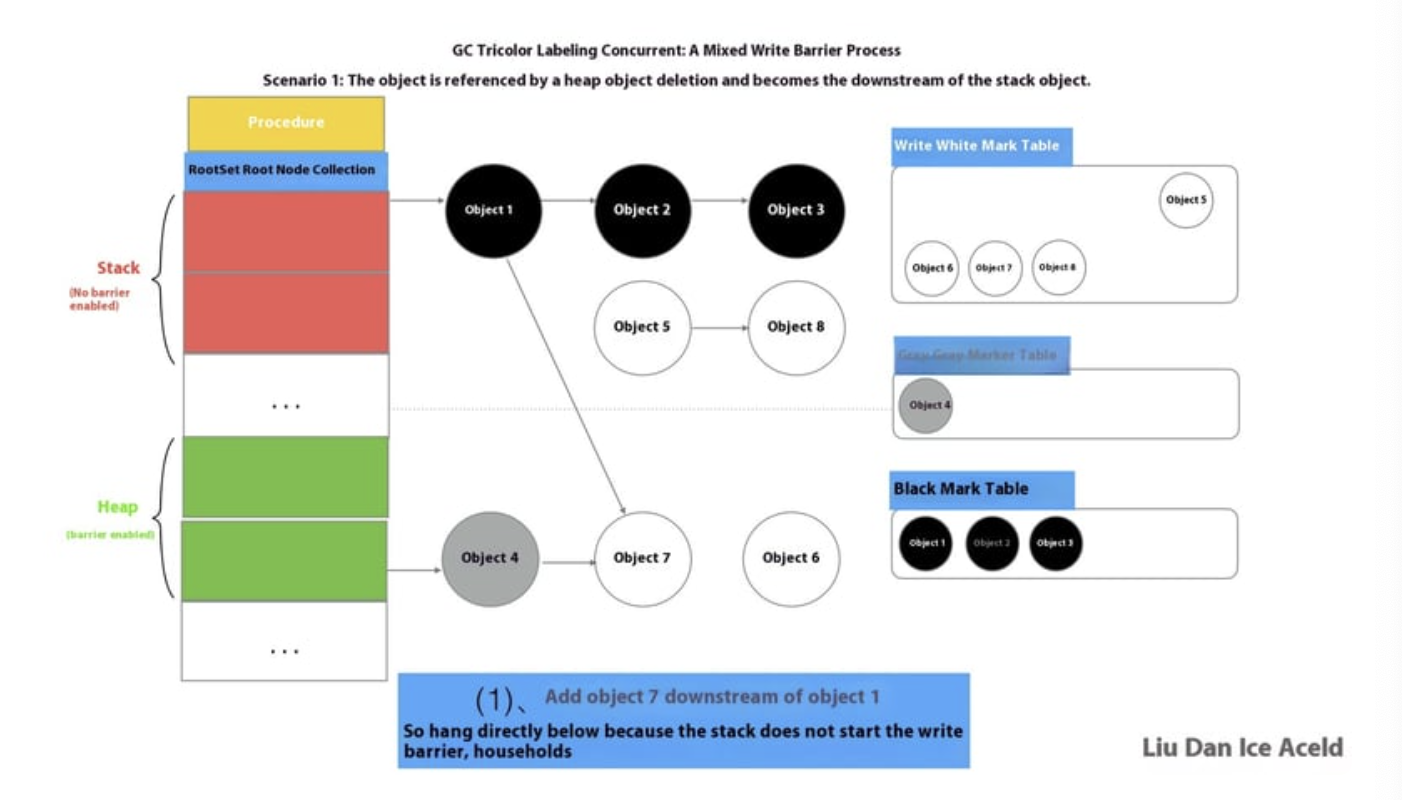 GC Tricolor Labeling Concurrent: A Mixed Write Barrier Process
Scenario 1: The object is referenced by a heap object deletion and becomes the downstream of the stack object.
Procedure
RootSet Root Node Collection
Stack
(No barrier
enabled)
...
Heap
(barrier enabled)
...
Object 1
Object 2
Object 3
Object 5
Object 8
Object 4
Object 7
Object 6
Write White Mark Table
Object 5
Object 6
Object 7
Object 8
Marker Table
Object 4
Black Mark Table
Object 1
Object 2
Object 3
(1)、 Add object 7 downstream of object 1
So hang directly below because the stack does not start the write
barrier, households
Liu Dan Ice Aceld